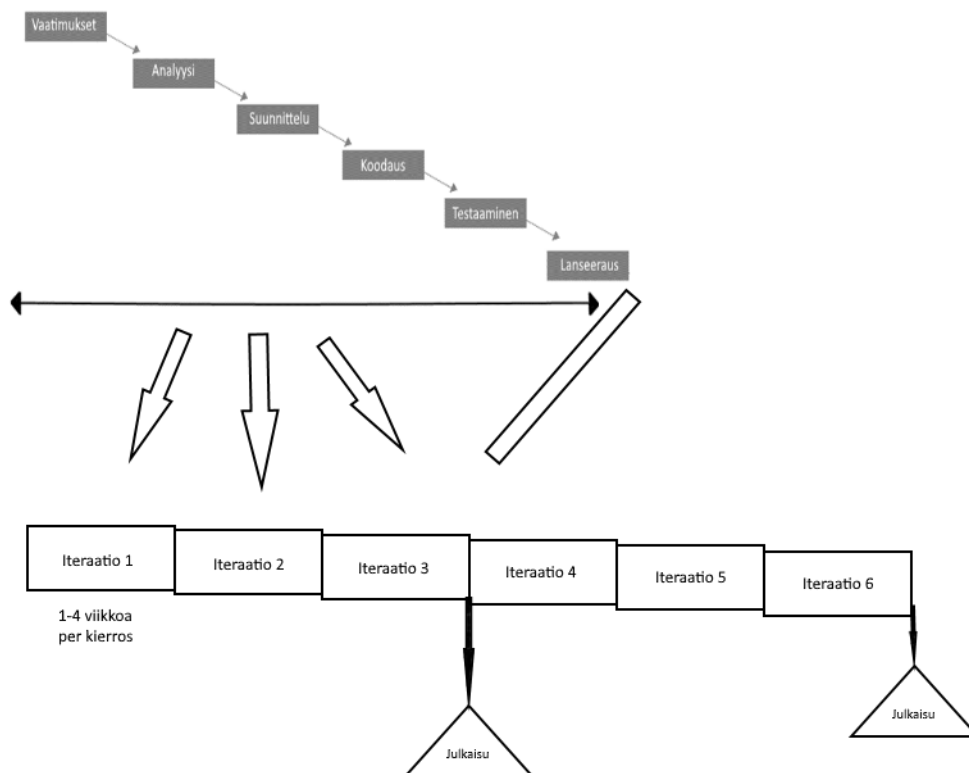 Vaatimukset
Analyysi
Suunnittelu
Koodaus
Testaaminen
Lanseeraus
Iteraatio 1
Iteraatio 2
Iteraatio 3
Iteraatio 4
Iteraatio 5
Iteraatio 6
1-4 viikkoa
per kierros
Julkaisu
Julkaisu